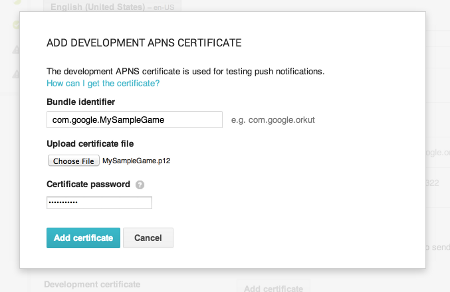 English (United States) – en-US
ADD DEVELOPMENT APNS CERTIFICATE
The development APNS certificate is used for testing push notifications.
How can I get the certificate?
Bundle identifier
com.google.MySampleGame e.g. com.google.orkut
Upload certificate file
Choose File MySampleGame.p12
Certificate password ?
•••••••••••
Add certificate Cancel
Development certificate Add certificate